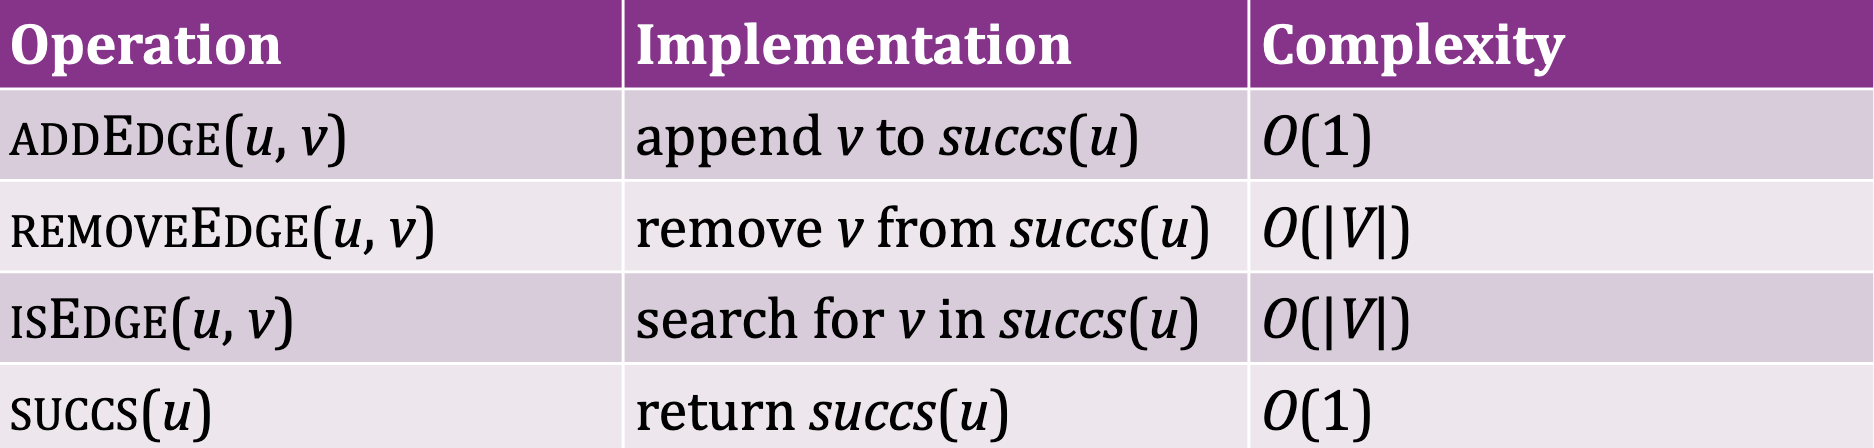 Operation Implementation Complexity
ADDEDGE(u, v) append v to succs(u) O(1)
REMOVEEDGE(u, v) remove v from succs(u) O(|V|)
ISEDGE(u, v) search for v in succs(u) O(|V|)
SUCCS(u) return succs(u) O(1)